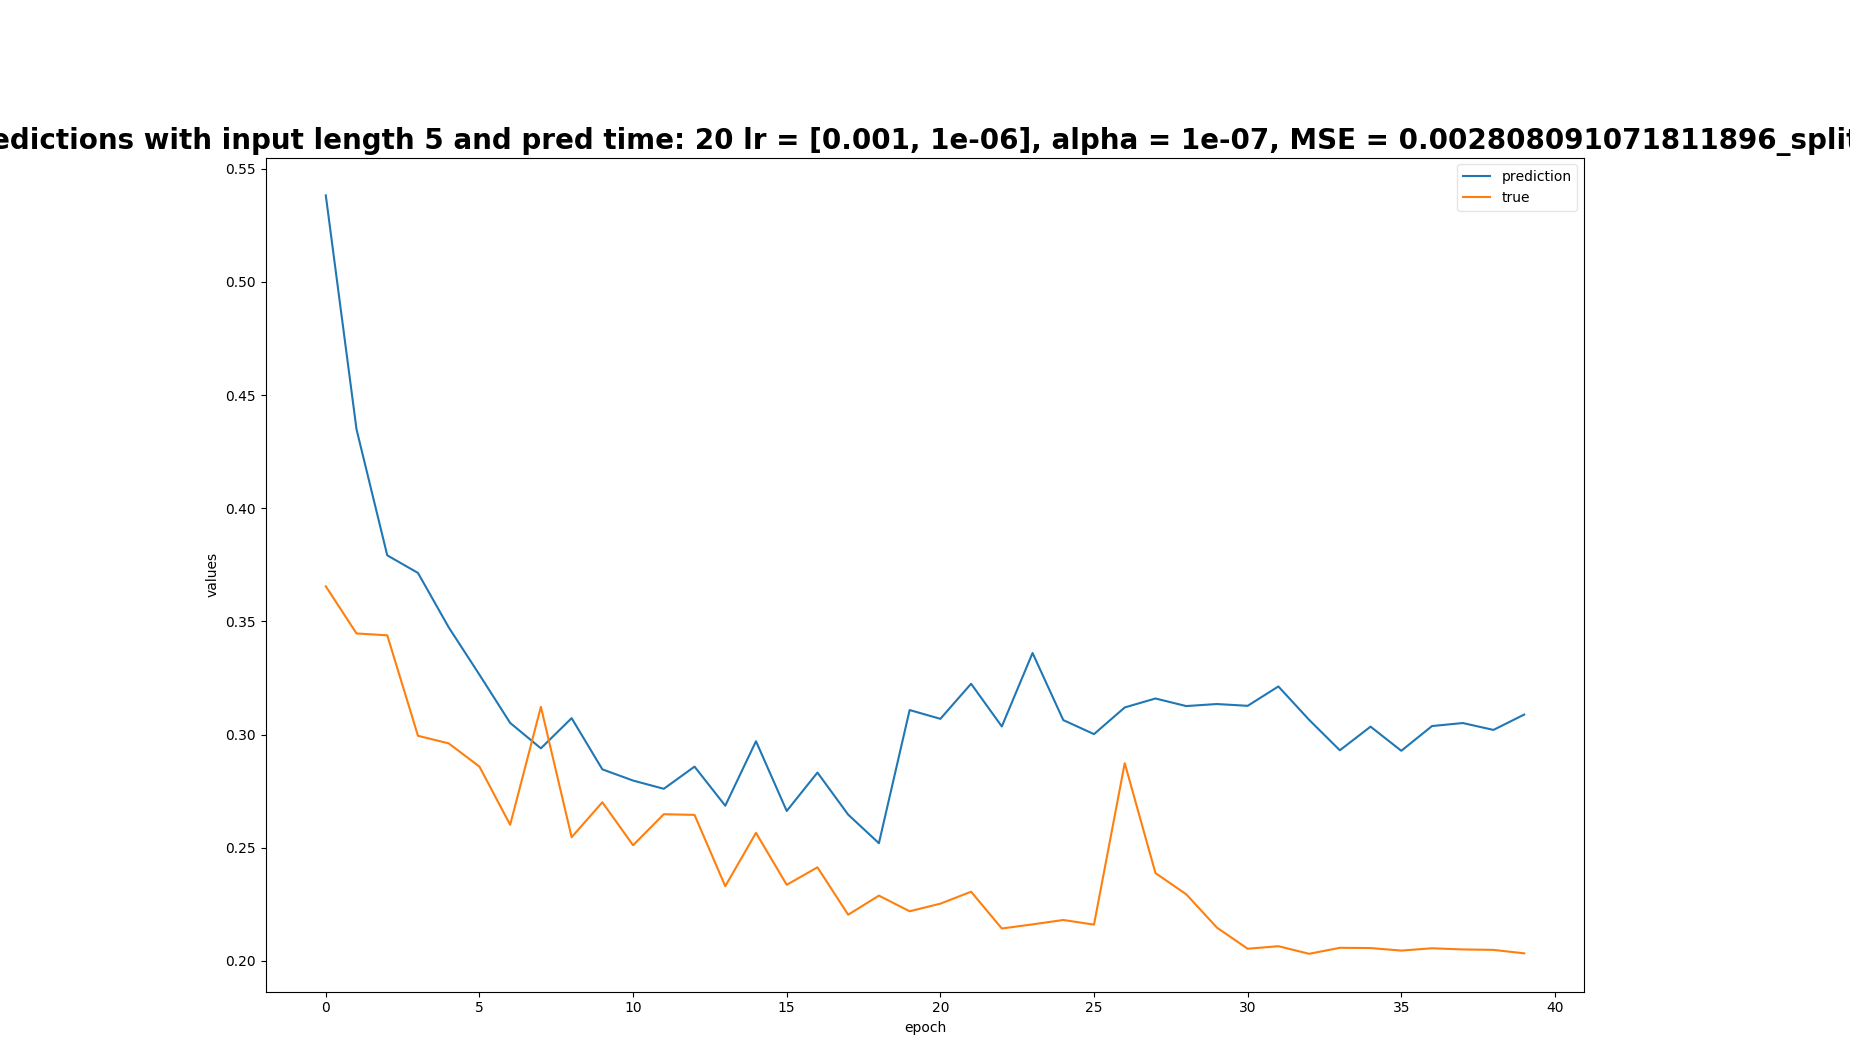 edictions with input length 5 and pred time: 20 lr = [0.001, 1e-06], alpha = 1e-07, MSE = 0.002808091071811896_split
prediction
true
0.55
0.50
0.45
0.40
0.35
0.30
0.25
0.20
values
0 5 10 15 20 25 30 35 40
epoch